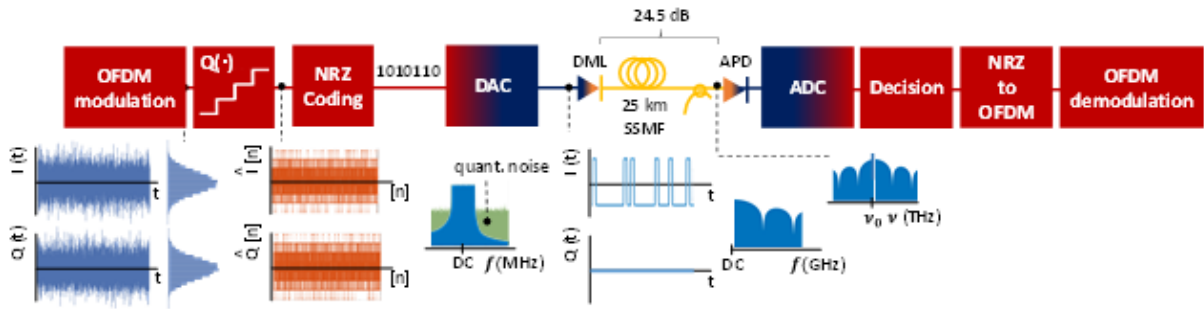 24.5 dB
OFDM
modulation
Q(·)
NRZ
Coding
1010110
DAC
DML
25 km
SSMF
APD
ADC
Decision
NRZ
to
OFDM
OFDM
demodulation
I (t)
t
^ I [n]
[n]
quant. noise
DC f(MHz)
I (t)
t
ν0 ν (THz)
Q (t)
t
^ Q [n]
[n]
Q (t)
t
DC f(GHz)